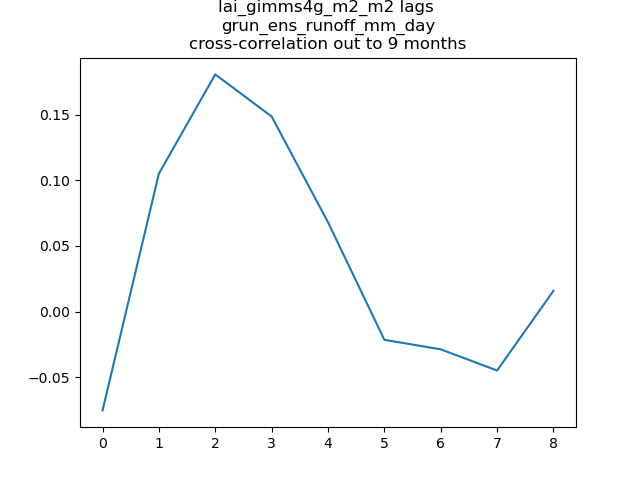 lai_gimms4g_m2_m2 lags
grun_ens_runoff_mm_day
cross-correlation out to 9 months
0.15
0.10
0.05
0.00
−0.05
0 1 2 3 4 5 6 7 8